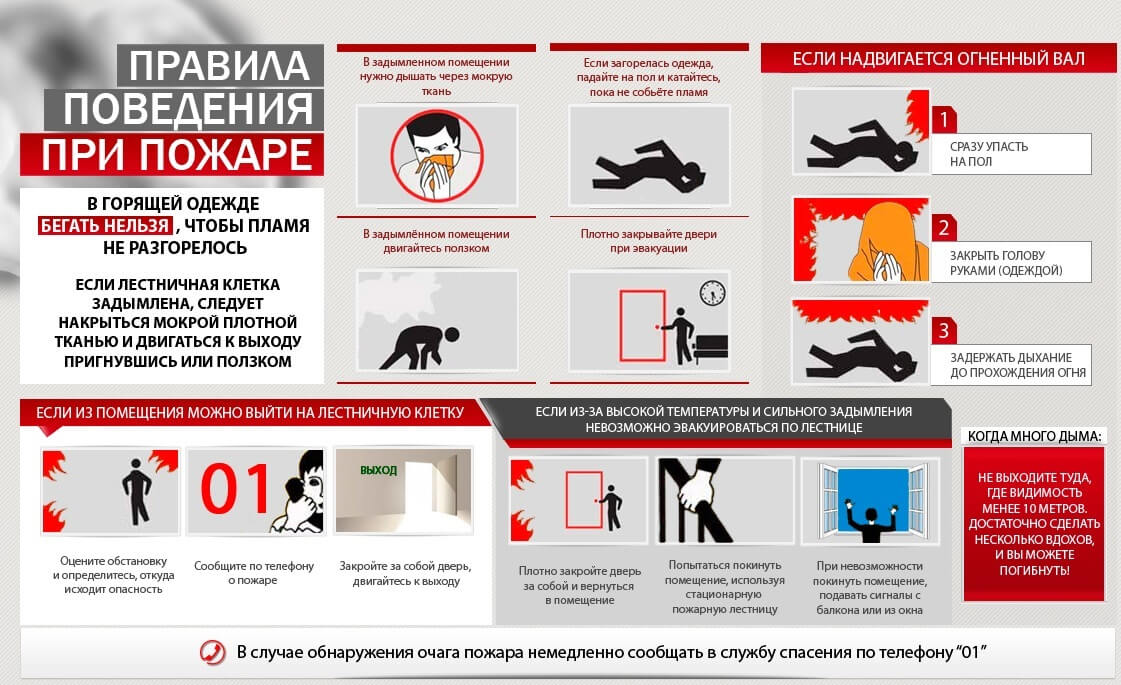 ПРАВИЛА
ПОВЕДЕНИЯ
ПРИ ПОЖАРЕ
В ГОРЯЩЕЙ ОДЕЖДЕ
БЕГАТЬ НЕЛЬЗЯ , ЧТОБЫ ПЛАМЯ
НЕ РАЗГОРЕЛОСЬ
ЕСЛИ ЛЕСТНИЧНАЯ КЛЕТКА
ЗАДЫМЛЕНА, СЛЕДУЕТ
НАКРЫТЬСЯ МОКРОЙ ПЛОТНОЙ
ТКАНЬЮ И ДВИГАТЬСЯ К ВЫХОДУ
ПРИГНУВШИСЬ ИЛИ ПОЛЗКОМ
В задымленном помещении
нужно дышать через мокрую
ткань
Если загорелась одежда,
падайте на пол и катайтесь,
пока не собьёте пламя
В задымлённом помещении
двигайтесь ползком
Плотно закрывайте двери
при эвакуации
ЕСЛИ НАДВИГАЕТСЯ ОГНЕННЫЙ ВАЛ
1
СРАЗУ УПАСТЬ
НА ПОЛ
2
ЗАКРЫТЬ ГОЛОВУ
РУКАМИ (ОДЕЖДОЙ)
3
ЗАДЕРЖАТЬ ДЫХАНИЕ
ДО ПРОХОЖДЕНИЯ ОГНЯ
ЕСЛИ ИЗ ПОМЕЩЕНИЯ МОЖНО ВЫЙТИ НА ЛЕСТНИЧНУЮ КЛЕТКУ
01
ВЫХОД
Оцените обстановку
и определитесь, откуда
исходит опасность
Сообщите по телефону
о пожаре
Закройте за собой дверь,
двигайтесь к выходу
ЕСЛИ ИЗ-ЗА ВЫСОКОЙ ТЕМПЕРАТУРЫ И СИЛЬНОГО ЗАДЫМЛЕНИЯ
НЕВОЗМОЖНО ЭВАКУИРОВАТЬСЯ ПО ЛЕСТНИЦЕ
Плотно закройте дверь
за собой и вернуться
в помещение
Попытаться покинуть
помещение, используя
стационарную
пожарную лестницу
При невозможности
покинуть помещение,
подавать сигналы с
балкона или из окна
КОГДА МНОГО ДЫМА:
НЕ ВЫХОДИТЕ ТУДА,
ГДЕ ВИДИМОСТЬ
МЕНЕЕ 10 МЕТРОВ.
ДОСТАТОЧНО СДЕЛАТЬ
НЕСКОЛЬКО ВДОХОВ,
И ВЫ МОЖЕТЕ
ПОГИБНУТЬ!
В случае обнаружения очага пожара немедленно сообщать в службу спасения по телефону “01”